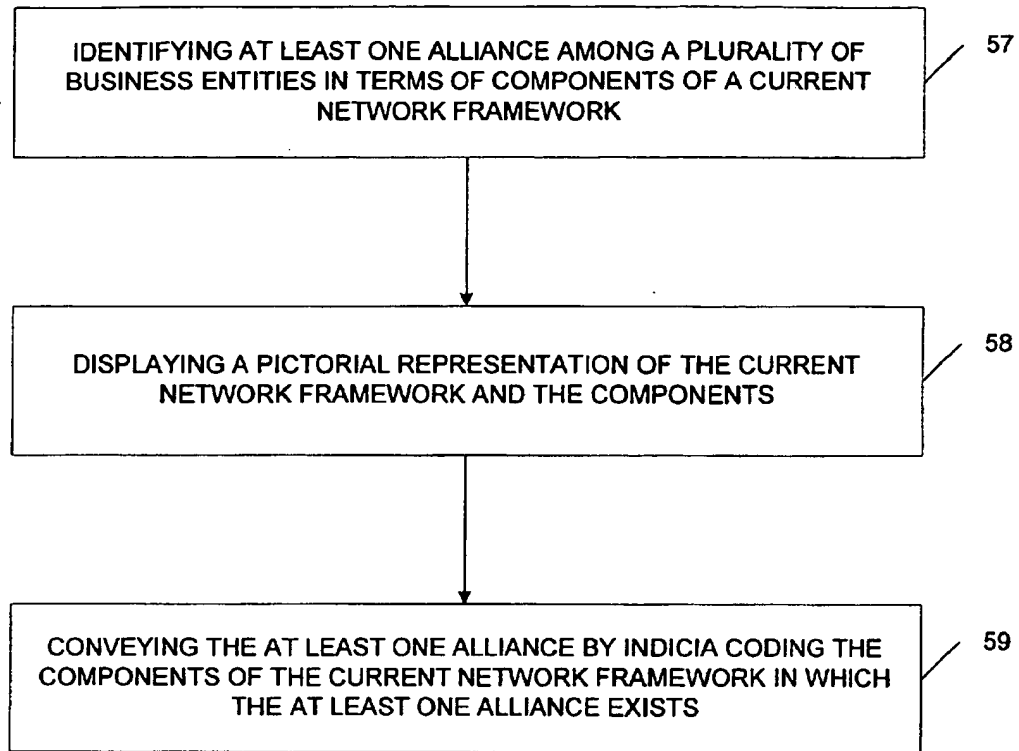 IDENTIFYING AT LEAST ONE ALLIANCE AMONG A PLURALITY OF
BUSINESS ENTITIES IN TERMS OF COMPONENTS OF A CURRENT
NETWORK FRAMEWORK
57
DISPLAYING A PICTORIAL REPRESENTATION OF THE CURRENT
NETWORK FRAMEWORK AND THE COMPONENTS
58
CONVEYING THE AT LEAST ONE ALLIANCE BY INDICIA CODING THE
COMPONENTS OF THE CURRENT NETWORK FRAMEWORK IN WHICH
THE AT LEAST ONE ALLIANCE EXISTS
59